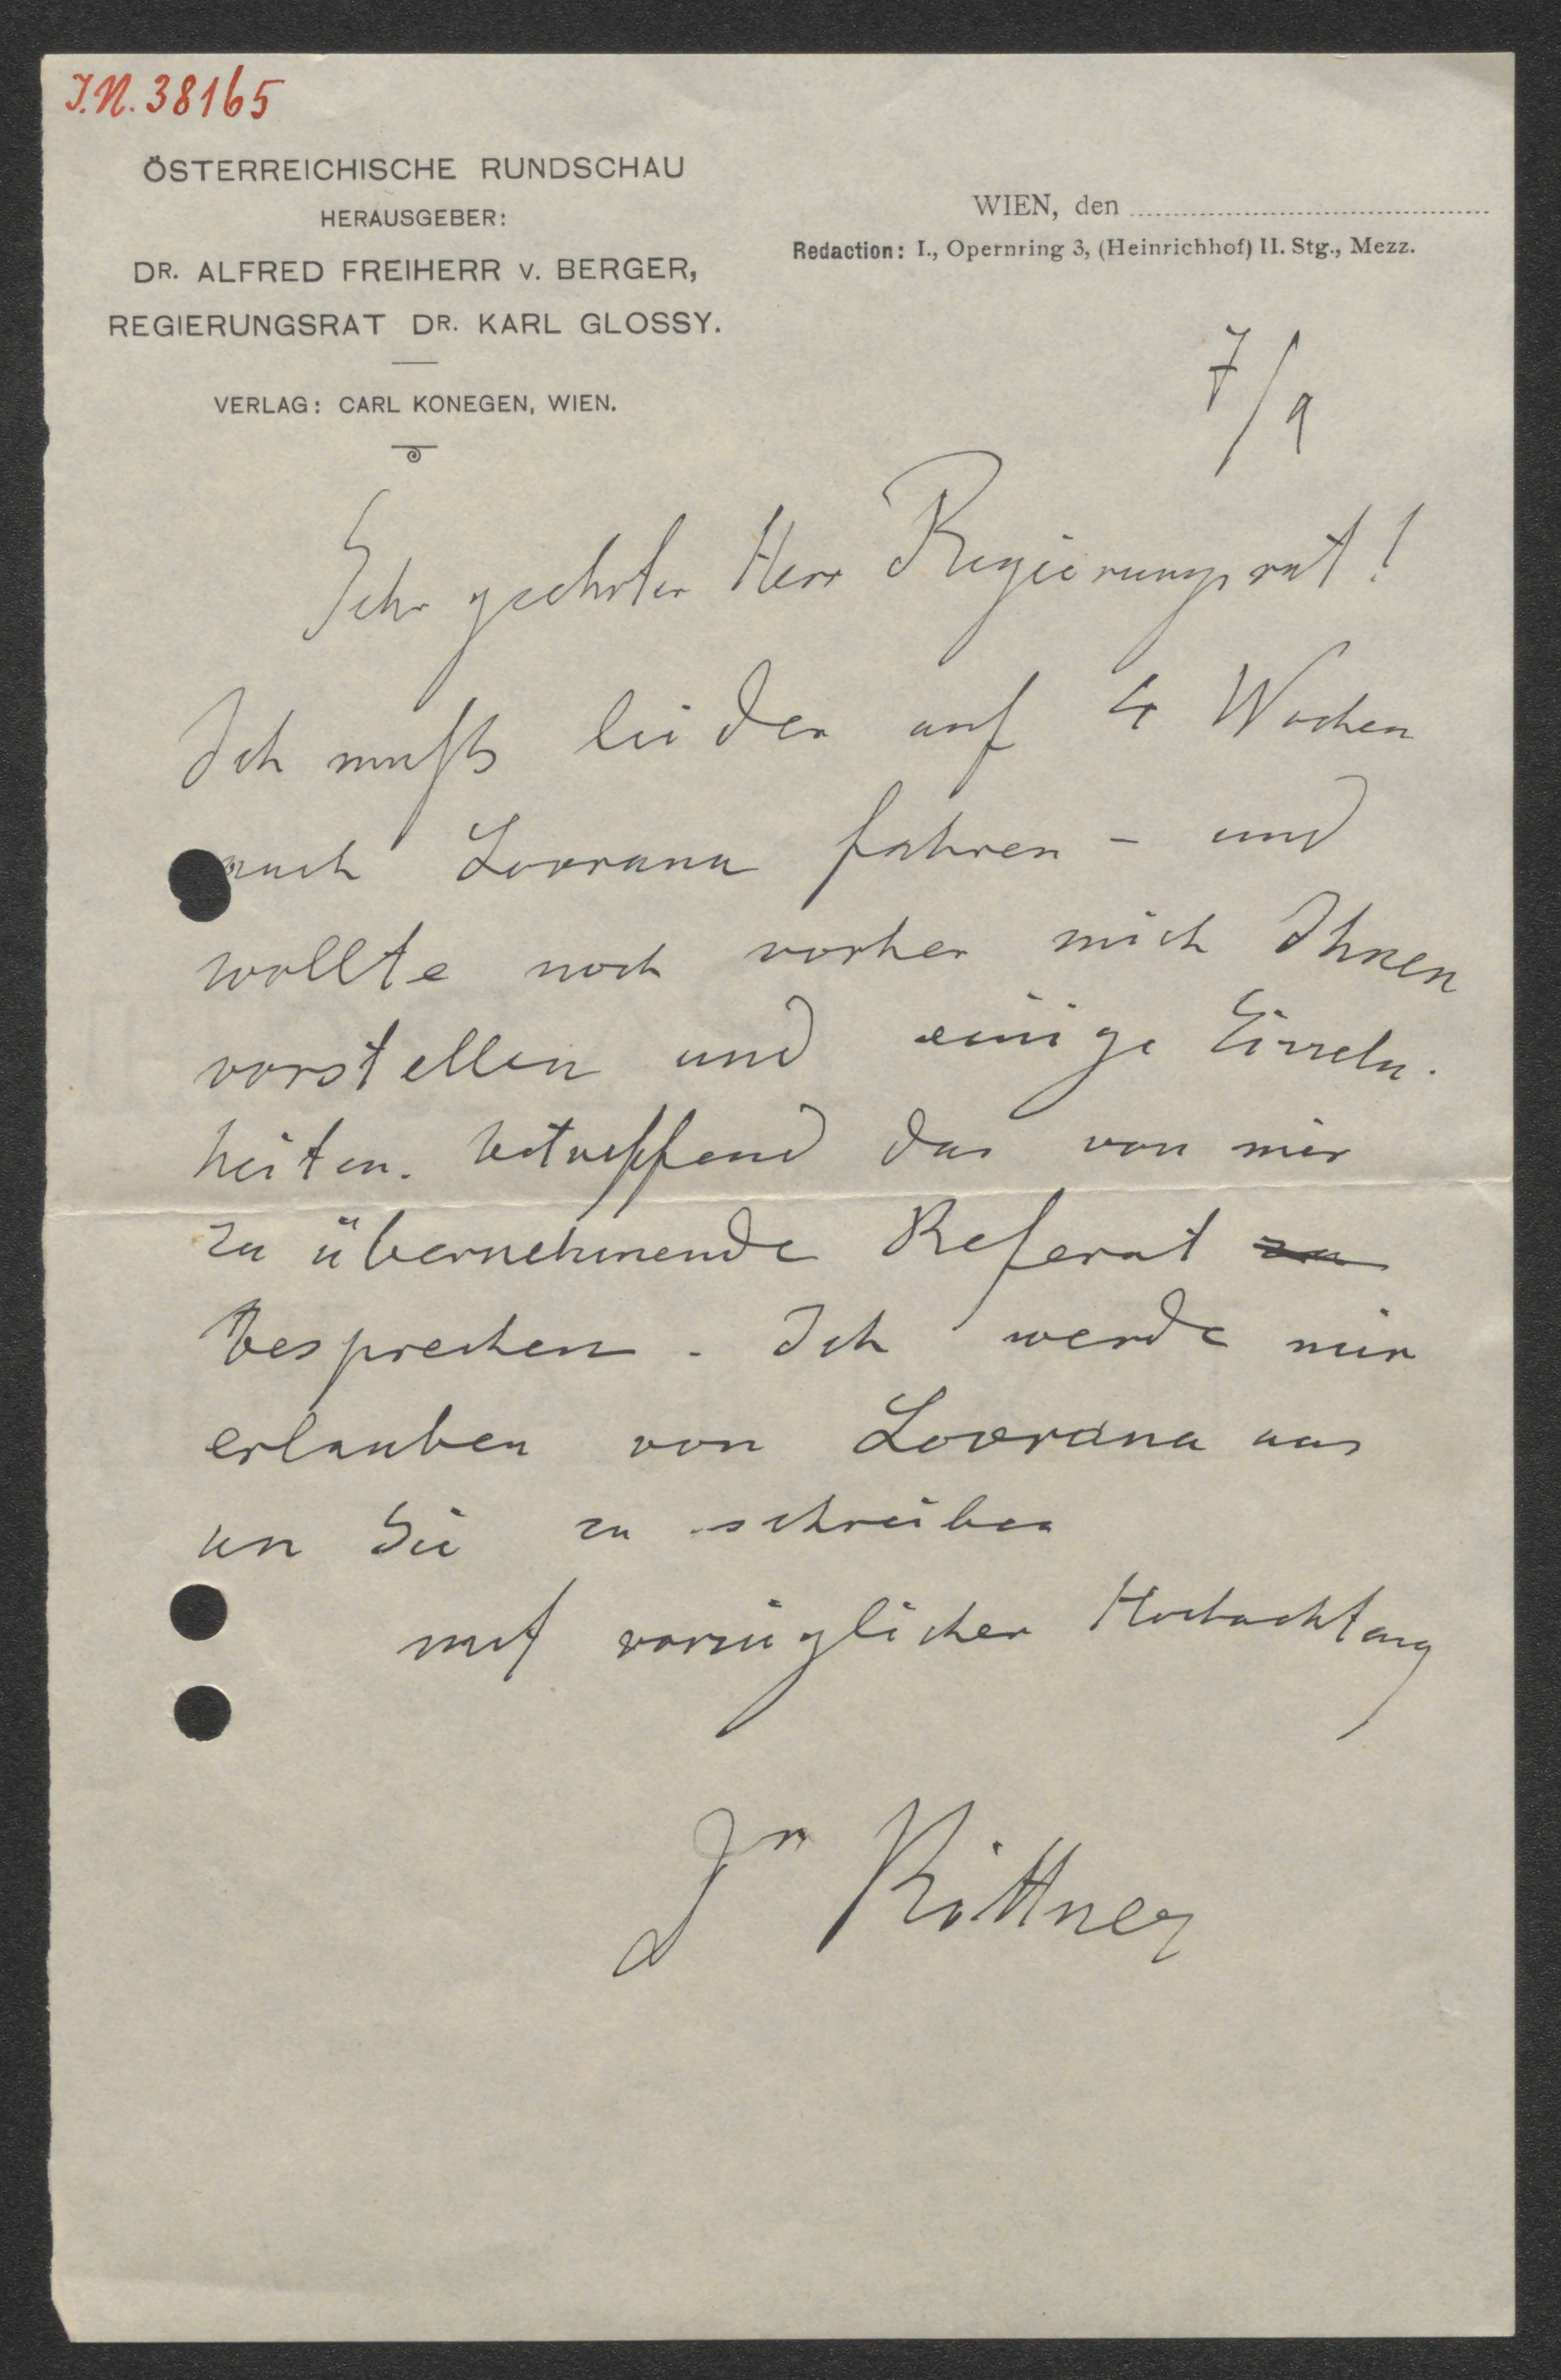 I.N. 38165
ÖSTERREICHISCHE RUNDSCHAU
HERAUSGEBER:
DR. ALFRED FREIHERR v. BERGER,
REGIERUNGSRAT DR. KARL GLOSSY.
VERLAG: CARL KONEGEN, WIEN.
WIEN, den
Redaction: I., Opernring 3, (Heinrichhof) II. Stg., Mezz.
7/9
Sehr geehrter Herr Regierungsrat!
Ich muß leider auf 4 Wochen
nach Lovrana fahren – und
wollte noch vorher mich Ihnen
vorstellen und einige Einzeln-
heiten betreffend das von mir
zu übernehmende Referat zu
besprechen. Ich werde mir
erlauben von Lovrana aus
an Sie zu schreiben
mit vorzüglicher Hochachtung
Dr Rittner